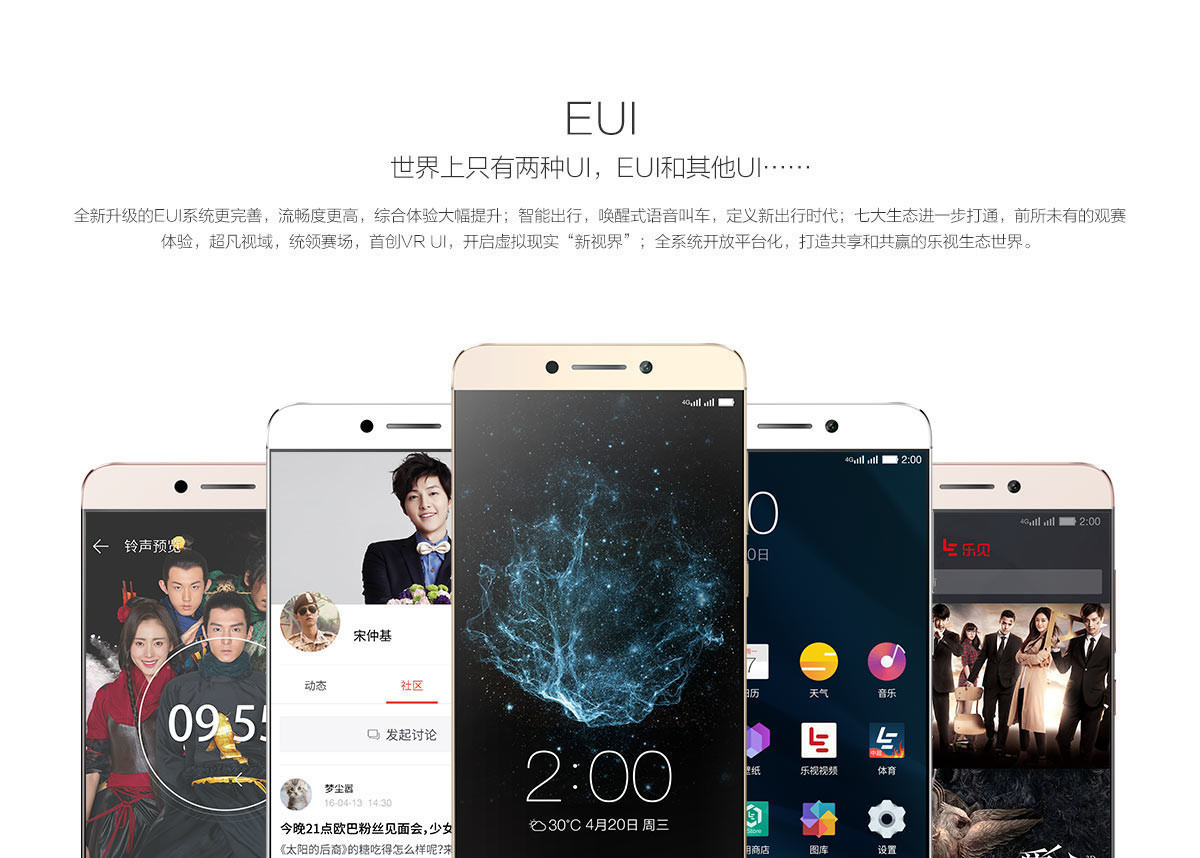 EUI
世界上只有两种UI，EUI和其他UI……
全新升级的EUI系统更完善，流畅度更高，综合体验大幅提升；智能出行，唤醒式语音叫车，定义新出行时代；七大生态进一步打通，前所未有的观赛
体验，超凡视域，统领赛场，首创VR UI，开启虚拟现实“新视界”；全系统开放平台化，打造共享和共赢的乐视生态世界。
4G
4G 2:00
4G 2:00
铃声预览
乐贝
宋仲基
动态 社区
天气 音乐
09:55
发起讨论
乐视视频 体育
梦尘嚣
16-04-13 14:30
2:00
30°C 4月20日 周三
今晚21点欧巴粉丝见面会，少女
《太阳的后裔》的糖吃得怎么样呢?来
Store
图库 设置